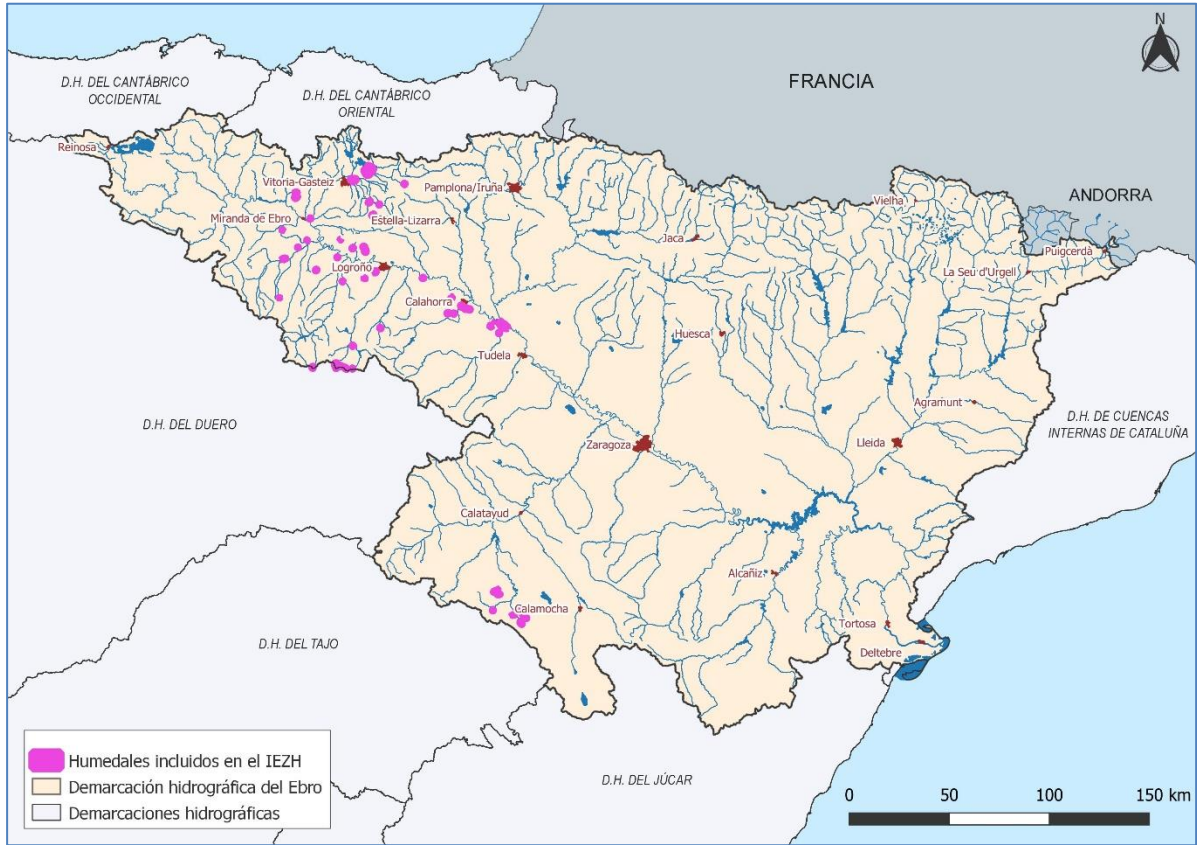 N
D.H. DEL CANTÁBRICO
OCCIDENTAL
D.H. DEL CANTÁBRICO
ORIENTAL
FRANCIA
Reinosa
Vitoria-Gasteiz
Pamplona/Iruña
Vielha
ANDORRA
Miranda de Ebro
Estella-Lizarra
Jaca
Puigcerdà
La Seu d'Urgell
Logroño
Calahorra
Huesca
Tudela
Agramunt
D.H. DEL DUERO
D.H. DE CUENCAS
INTERNAS DE CATALUÑA
Zaragoza
Lleida
Calatayud
Alcañiz
Calamocha
Tortosa
Deltebre
D.H. DEL TAJO
D.H. DEL JÚCAR
Humedales incluidos en el IEZH
Demarcación hidrográfica del Ebro
Demarcaciones hidrográficas
0 50 100 150 km